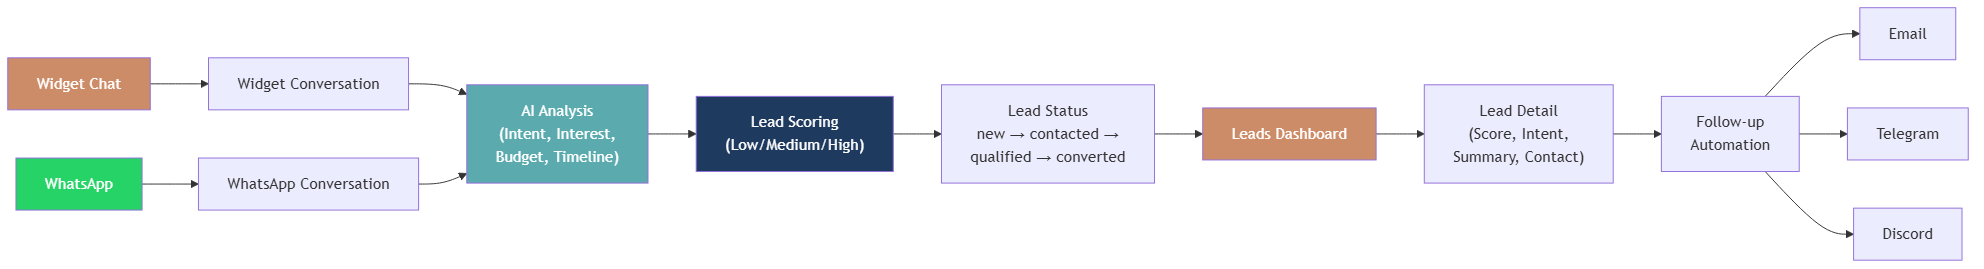 Widget Chat
Widget Conversation
WhatsApp
WhatsApp Conversation
AI Analysis
(Intent, Interest,
Budget, Timeline)
Lead Scoring
(Low/Medium/High)
Lead Status
new → contacted →
qualified → converted
Leads Dashboard
Lead Detail
(Score, Intent,
Summary, Contact)
Follow-up
Automation
Email
Telegram
Discord